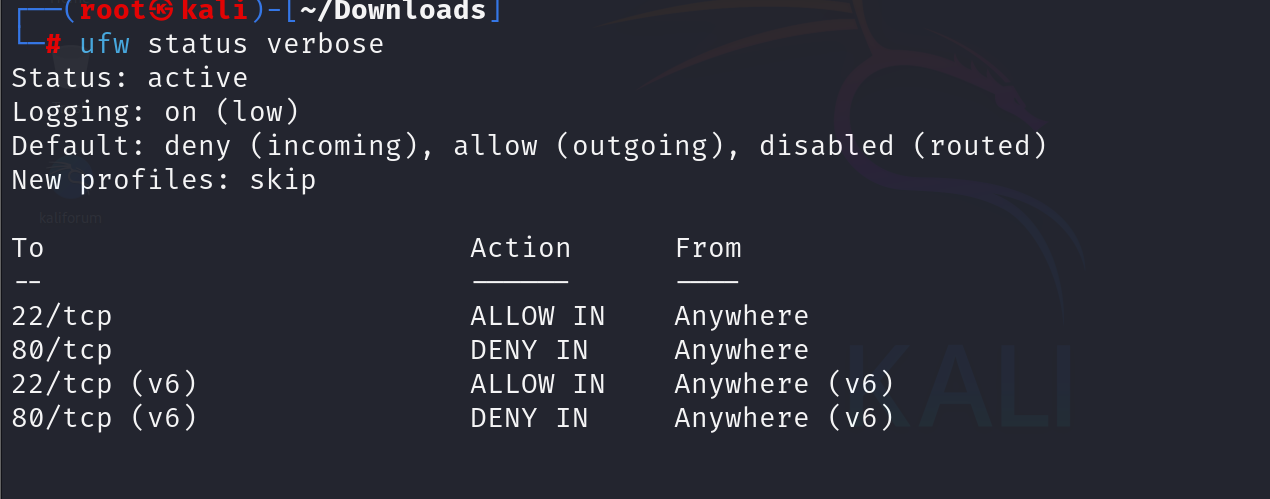 ┌──(root㉿kali)-[~/Downloads]
└─# ufw status verbose
Status: active
Logging: on (low)
Default: deny (incoming), allow (outgoing), disabled (routed)
New profiles: skip
kaliforum
To                         Action      From
--                         ------      ----
22/tcp                     ALLOW IN    Anywhere
80/tcp                     DENY IN     Anywhere
22/tcp (v6)                ALLOW IN    Anywhere (v6)
80/tcp (v6)                DENY IN     Anywhere (v6)
KALI